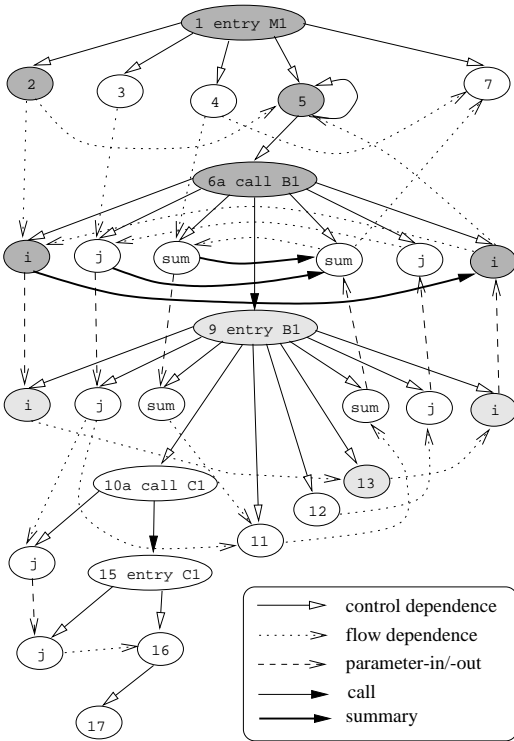 1 entry M1
2
3
4
5
7
6a call B1
i
j
sum
sum
j
i
9 entry B1
i
j
sum
sum
j
i
10a call C1
13
12
11
j
15 entry C1
j
16
17
control dependence
flow dependence
parameter-in/-out
call
summary